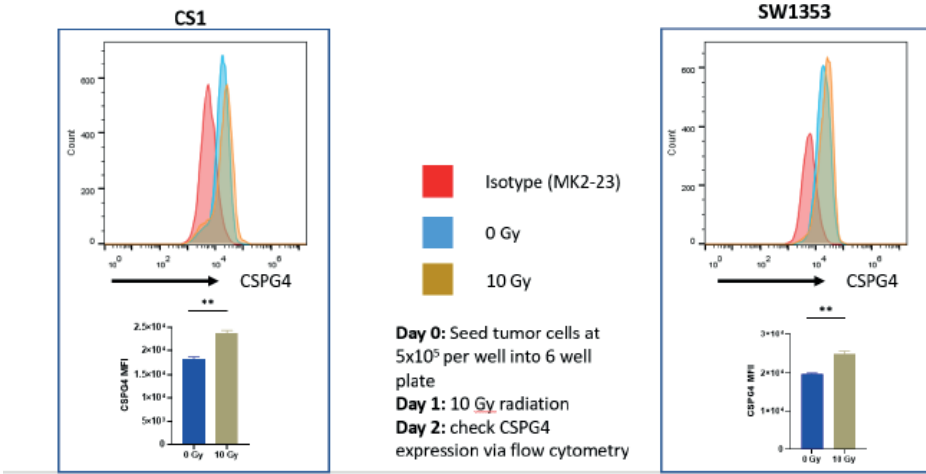 CS1
SW1353
600
400
200
0
Count
10⁰
10²
10⁴
10⁶
CSPG4
**
2.5×10⁴
2×10⁴
1.5×10⁴
1×10⁴
5×10³
0
CSPG4 MFI
0 Gy
10 Gy
Isotype (MK2-23)
0 Gy
10 Gy
Day 0: Seed tumor cells at
5x10⁵ per well into 6 well
plate
Day 1: 10 Gy radiation
Day 2: check CSPG4
expression via flow cytometry
600
400
200
0
Count
10⁰
10²
10⁴
10⁶
CSPG4
**
3×10⁴
2×10⁴
1×10⁴
0
CSPG4 MFI
0 Gy
10 Gy